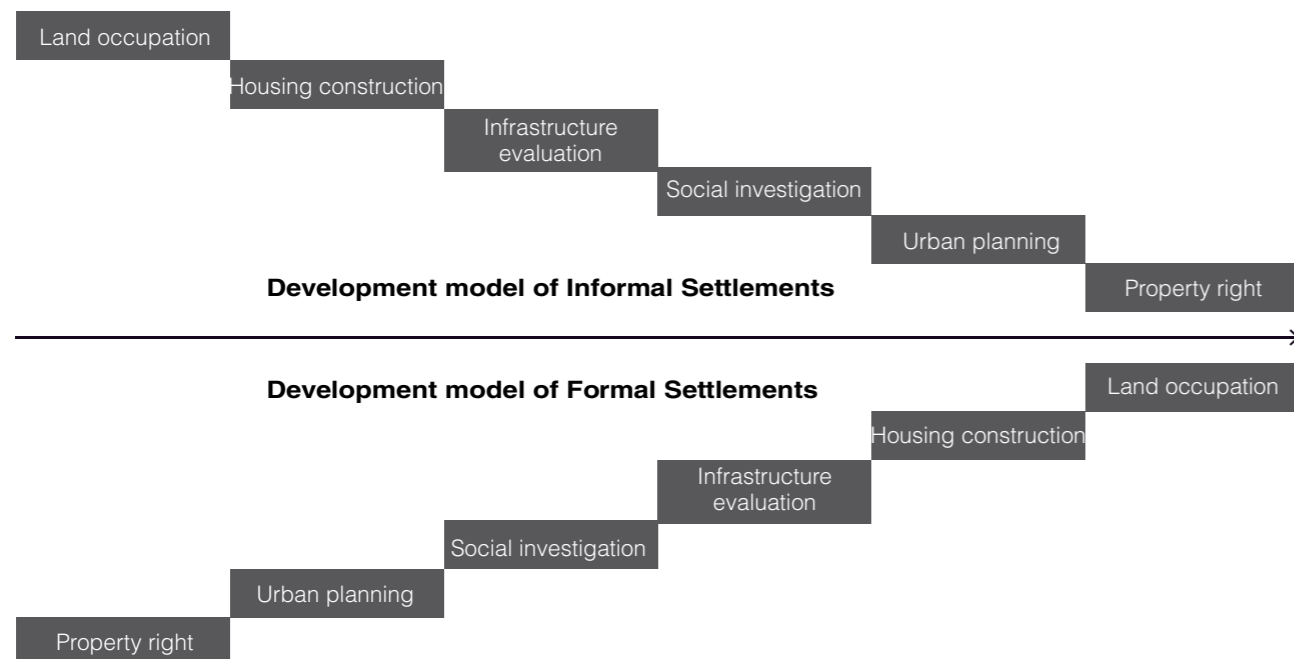 Land occupation
Housing construction
Infrastructure
evaluation
Social investigation
Urban planning
Property right
Development model of Informal Settlements
Development model of Formal Settlements
Land occupation
Housing construction
Infrastructure
evaluation
Social investigation
Urban planning
Property right